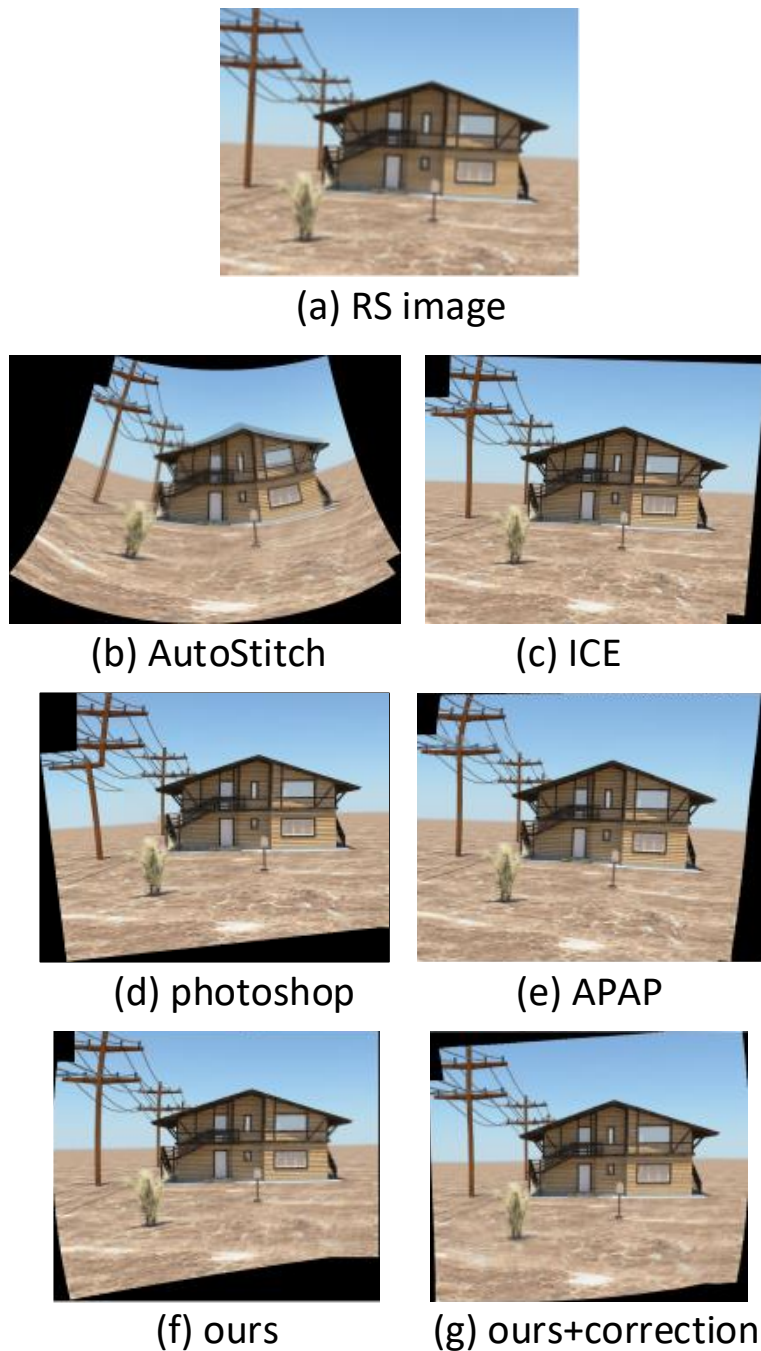 (a) RS image
(b) AutoStitch
(c) ICE
(d) photoshop
(e) APAP
(f) ours
(g) ours+correction